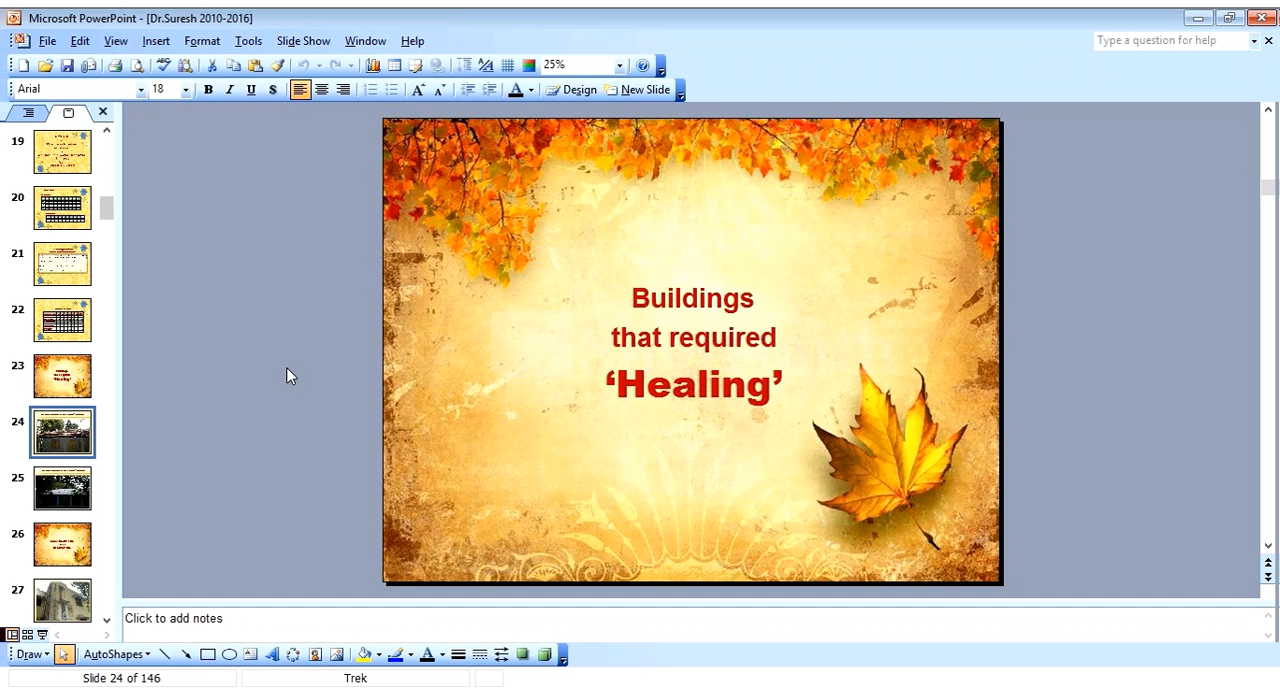 Microsoft PowerPoint - [Dr.Suresh 2010-2016]
File Edit View Insert Format Tools Slide Show Window Help
Type a question for help
25%
Arial 18 B I U S A A A Design New Slide
19
20
21
22
23
24
25
26
27
Buildings
that required
‘Healing’
Click to add notes
Draw AutoShapes A
Slide 24 of 146 Trek